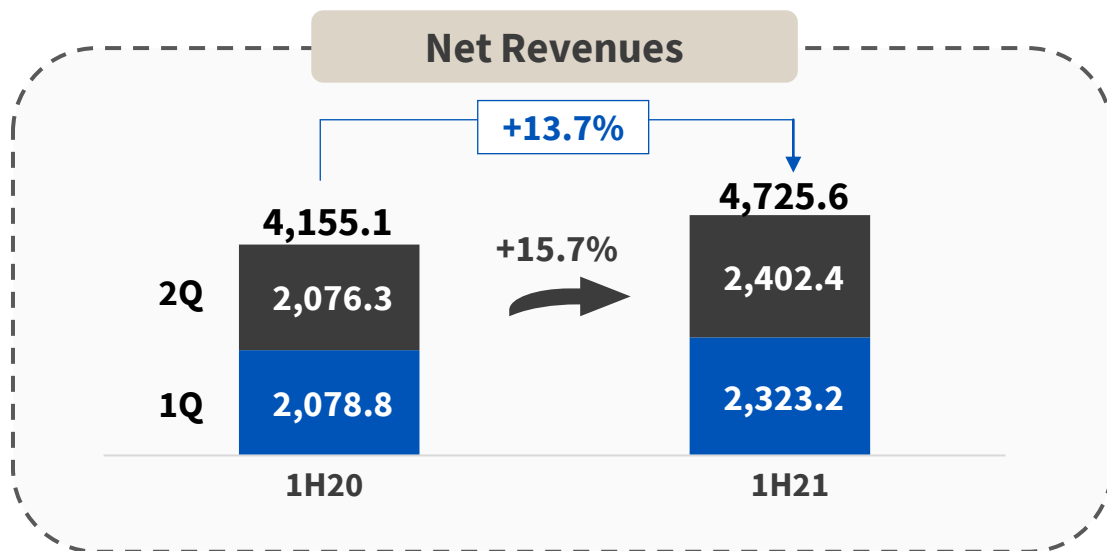 Net Revenues
+13.7%
4,155.1
4,725.6
+15.7%
2Q
2,076.3
2,402.4
1Q
2,078.8
2,323.2
1H20
1H21